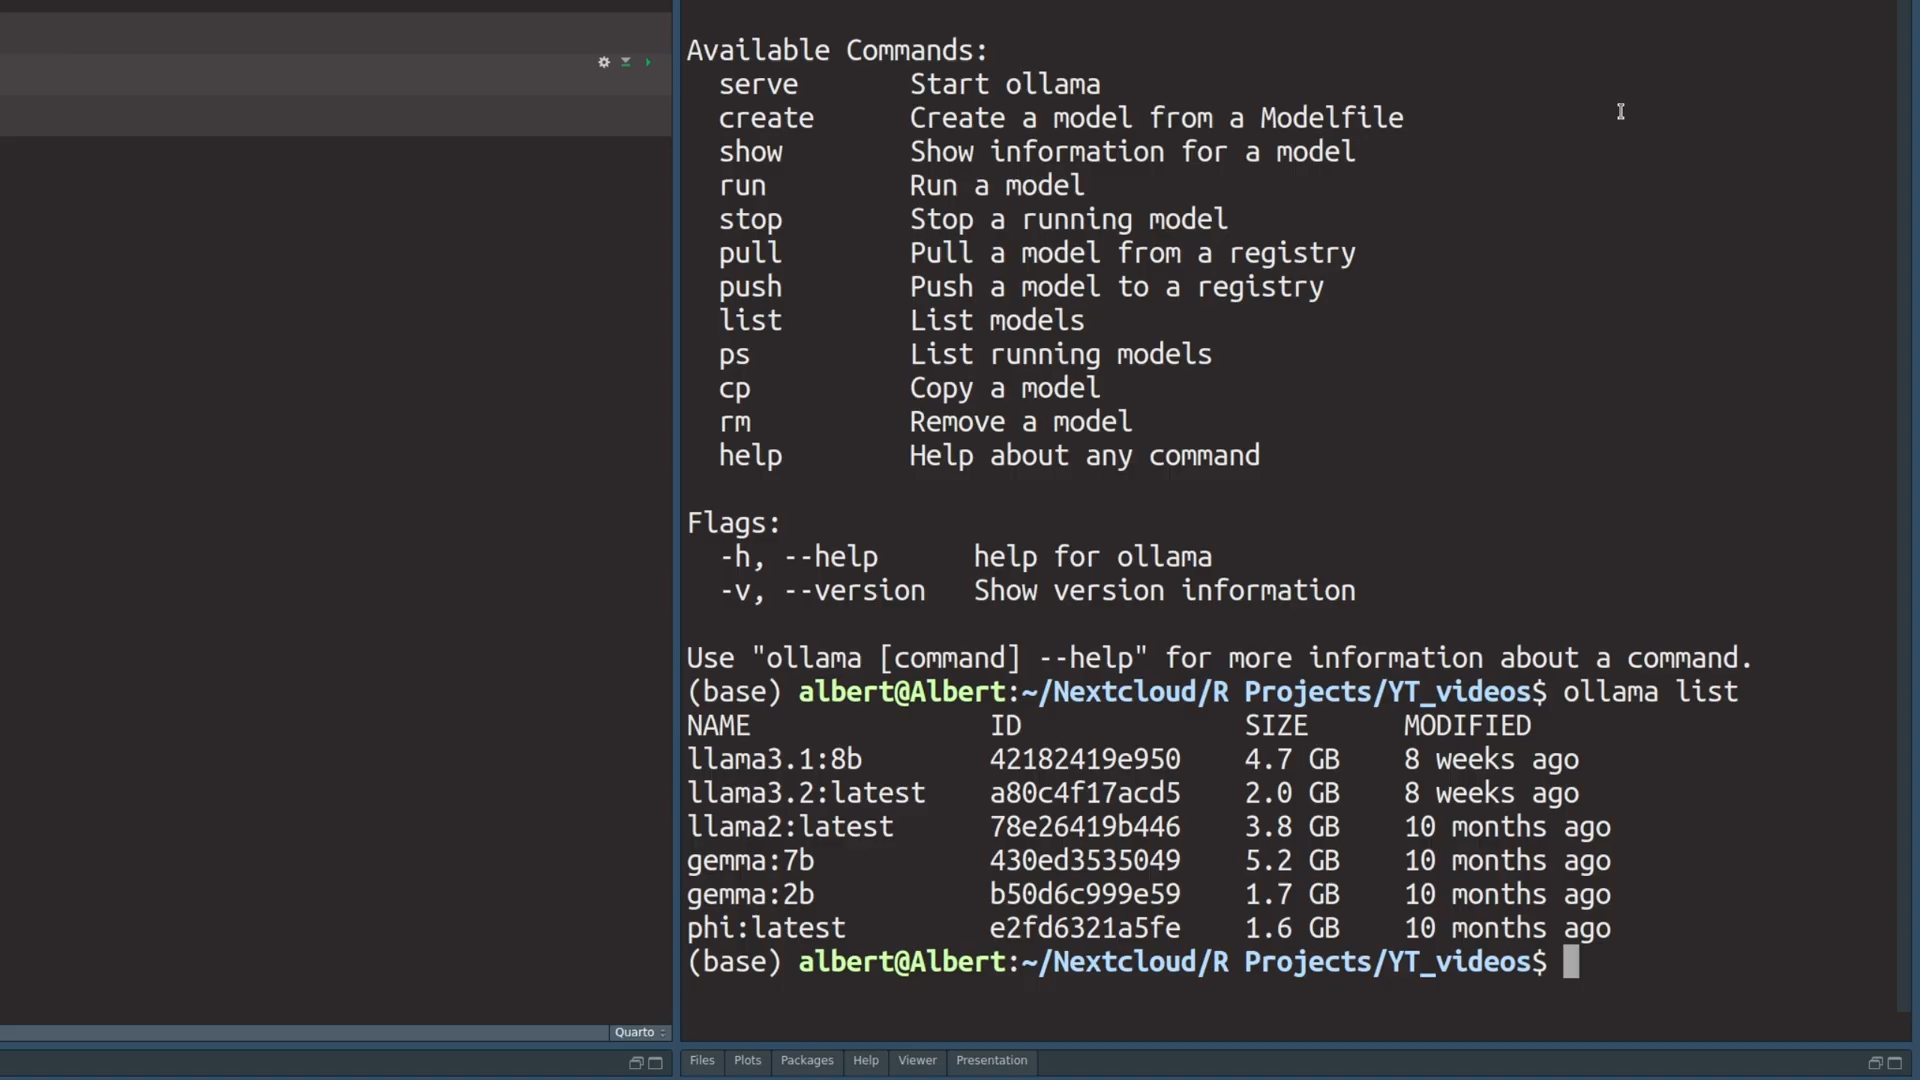 Available Commands:
serve Start ollama
create Create a model from a Modelfile
show Show information for a model
run Run a model
stop Stop a running model
pull Pull a model from a registry
push Push a model to a registry
list List models
ps List running models
cp Copy a model
rm Remove a model
help Help about any command
Flags:
-h, --help help for ollama
-v, --version Show version information
Use "ollama [command] --help" for more information about a command.
(base) albert@Albert:~/Nextcloud/R Projects/YT_videos$ ollama list
NAME ID SIZE MODIFIED
llama3.1:8b 42182419e950 4.7 GB 8 weeks ago
llama3.2:latest a80c4f17acd5 2.0 GB 8 weeks ago
llama2:latest 78e26419b446 3.8 GB 10 months ago
gemma:7b 430ed3535049 5.2 GB 10 months ago
gemma:2b b50d6c999e59 1.7 GB 10 months ago
phi:latest e2fd6321a5fe 1.6 GB 10 months ago
(base) albert@Albert:~/Nextcloud/R Projects/YT_videos$
Quarto
Files Plots Packages Help Viewer Presentation